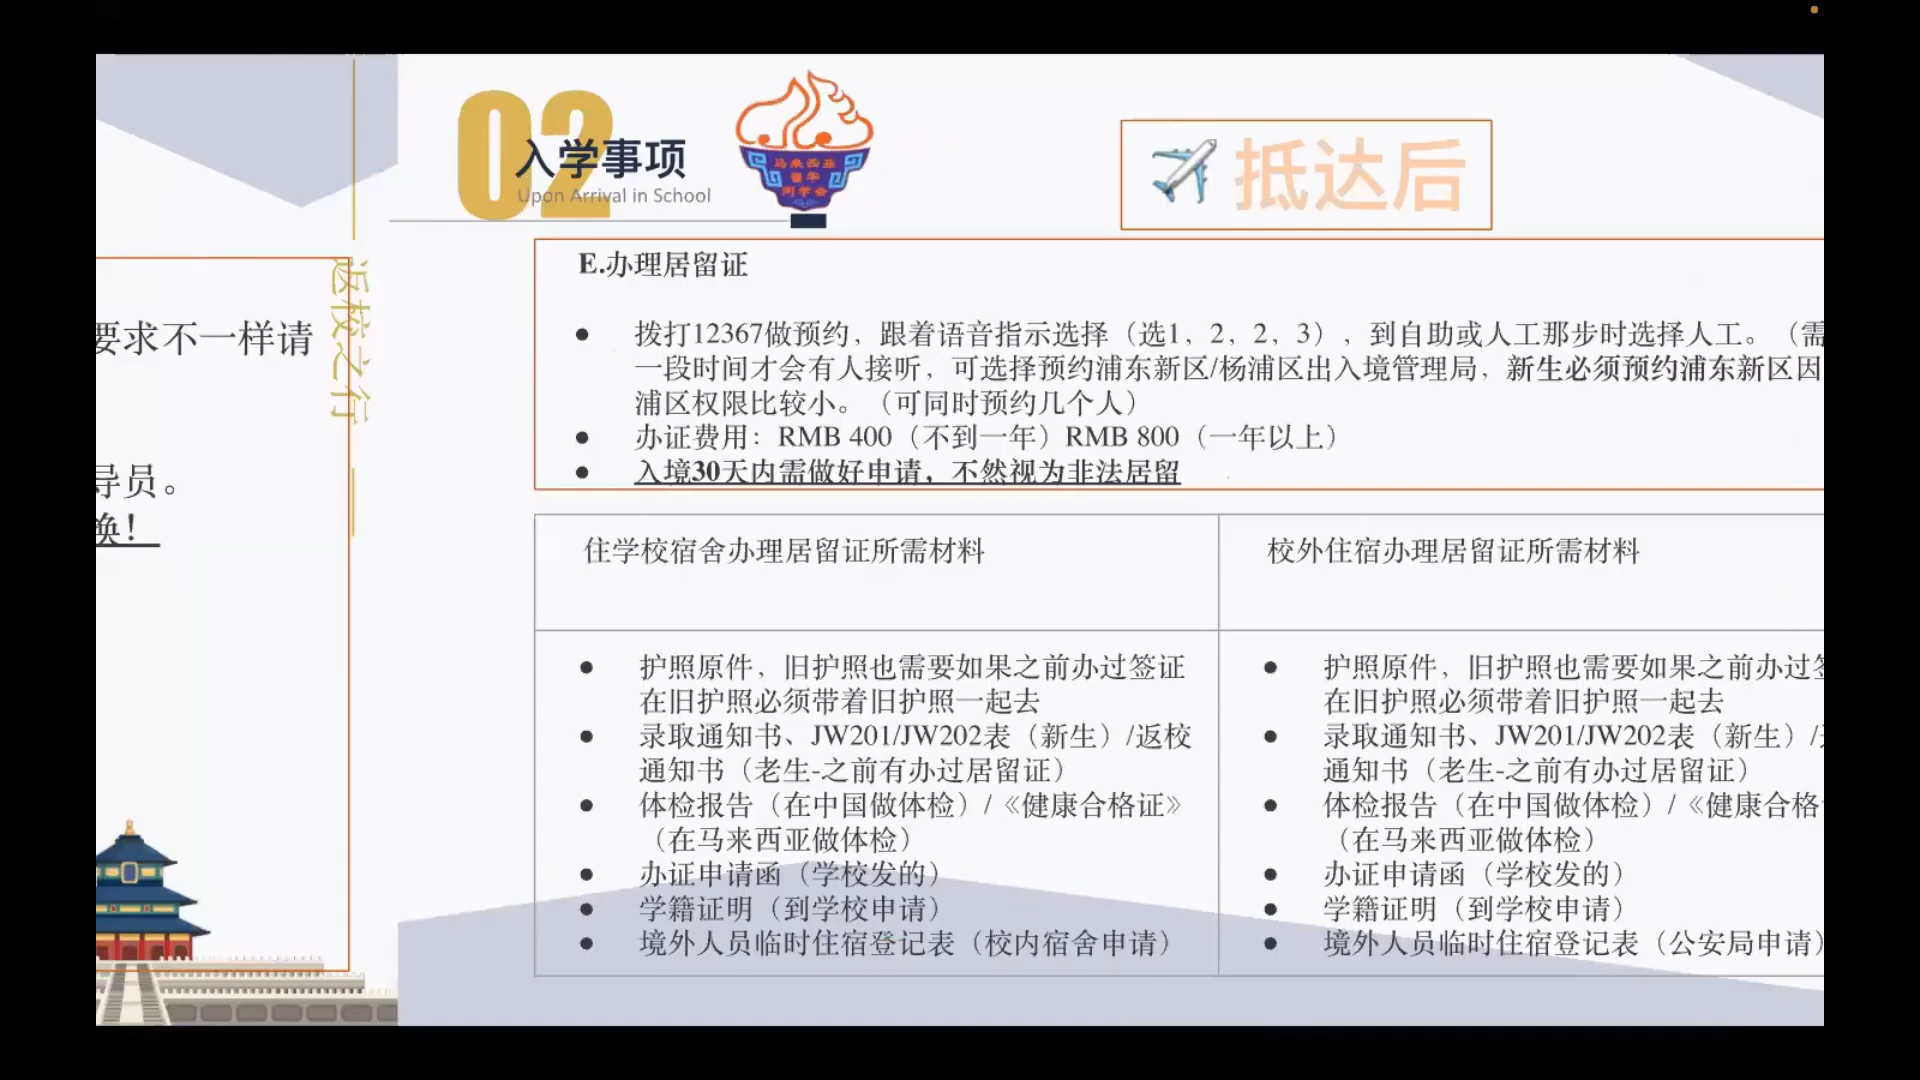 要求不一样请
导员。
换！
返校之行
02
入学事项
Upon Arrival in School
马来西亚
留华
同学会
抵达后
E.办理居留证
拨打12367做预约，跟着语音指示选择（选1，2，2，3），到自助或人工那步时选择人工。（需
一段时间才会有人接听，可选择预约浦东新区/杨浦区出入境管理局，新生必须预约浦东新区因
浦区权限比较小。（可同时预约几个人）
办证费用：RMB 400（不到一年）RMB 800（一年以上）
入境30天内需做好申请，不然视为非法居留
住学校宿舍办理居留证所需材料
护照原件，旧护照也需要如果之前办过签证
在旧护照必须带着旧护照一起去
录取通知书、JW201/JW202表（新生）/返校
通知书（老生-之前有办过居留证）
体检报告（在中国做体检）/《健康合格证》
（在马来西亚做体检）
办证申请函（学校发的）
学籍证明（到学校申请）
境外人员临时住宿登记表（校内宿舍申请）
校外住宿办理居留证所需材料
护照原件，旧护照也需要如果之前办过签
在旧护照必须带着旧护照一起去
录取通知书、JW201/JW202表（新生）/
通知书（老生-之前有办过居留证）
体检报告（在中国做体检）/《健康合格
（在马来西亚做体检）
办证申请函（学校发的）
学籍证明（到学校申请）
境外人员临时住宿登记表（公安局申请）